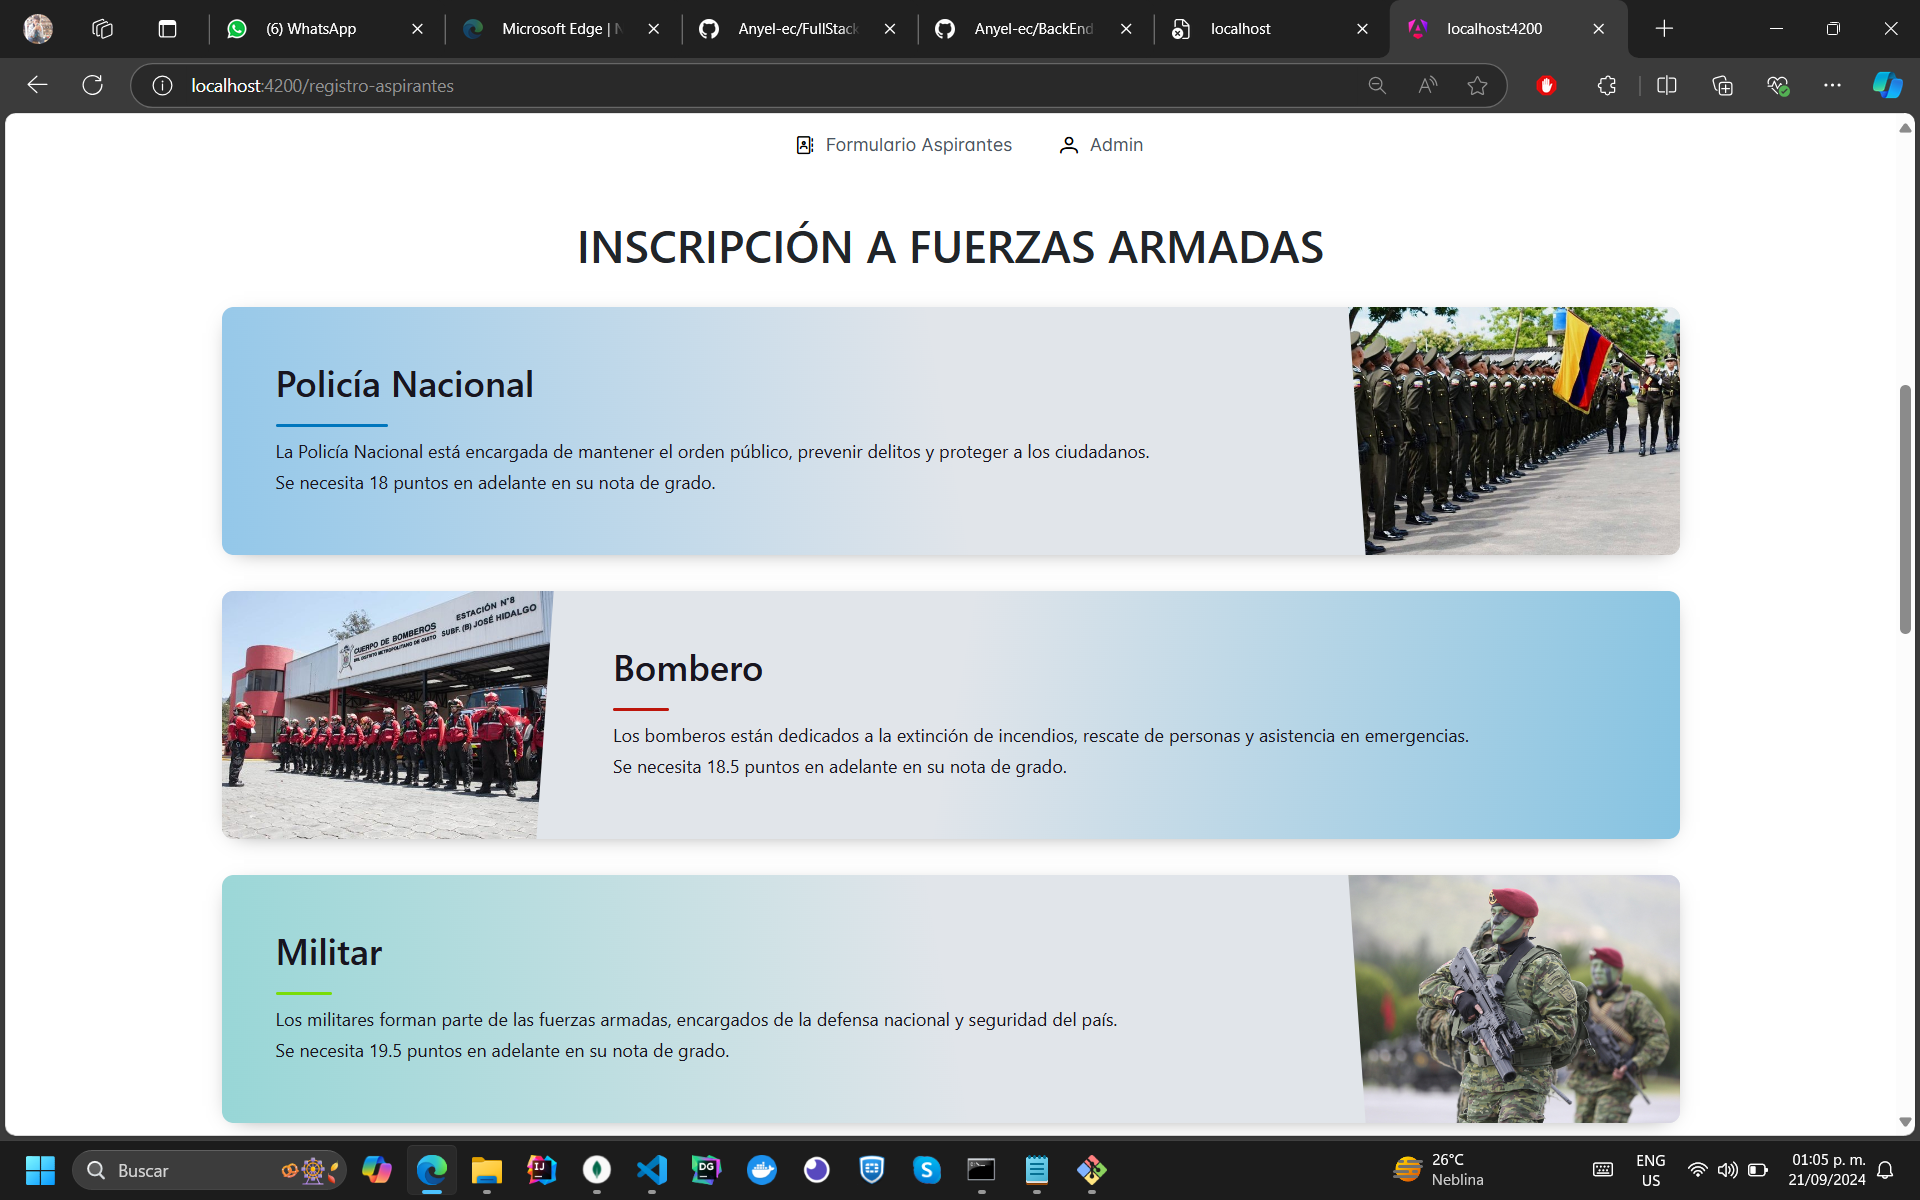 (6) WhatsApp
Microsoft Edge |
Anyel-ec/FullStack
Anyel-ec/BackEnd
localhost
localhost:4200
localhost:4200/registro-aspirantes
Formulario Aspirantes
Admin
INSCRIPCIÓN A FUERZAS ARMADAS
Policía Nacional
La Policía Nacional está encargada de mantener el orden público, prevenir delitos y proteger a los ciudadanos.
Se necesita 18 puntos en adelante en su nota de grado.
ESTACIÓN N°8
SUBF. (B) JOSÉ HIDALGO
CUERPO DE BOMBEROS
DEL DISTRITO METROPOLITANO DE QUITO
Bombero
Los bomberos están dedicados a la extinción de incendios, rescate de personas y asistencia en emergencias.
Se necesita 18.5 puntos en adelante en su nota de grado.
Militar
Los militares forman parte de las fuerzas armadas, encargados de la defensa nacional y seguridad del país.
Se necesita 19.5 puntos en adelante en su nota de grado.
Buscar
26°C
Neblina
ENG
US
01:05 p. m.
21/09/2024